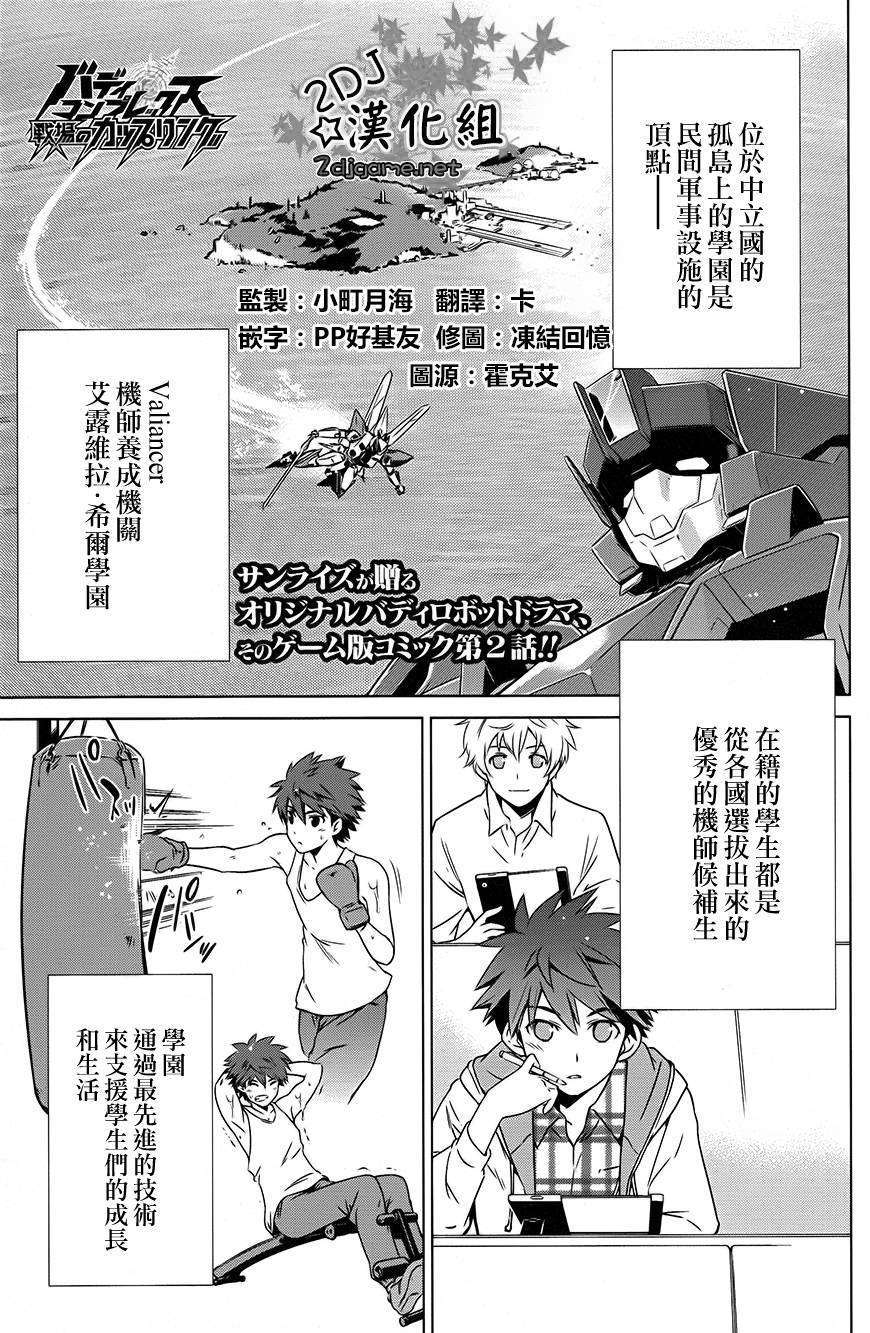 位於中立國的
孤島上的學園是
民間軍事設施的
頂點——
バディ
コンプレックス
戦場のカップリング
2DJ
☆漢化組
2djgame.net
監製：小町月海 翻譯：卡
嵌字：PP好基友 修圖：凍結回憶
圖源：霍克艾
Valiancer
機師養成機關
艾露維拉·希爾學園
サンライズが贈る
オリジナルバディロボットドラマ、
そのゲーム版コミック第2話!!
在籍的學生都是
從各國選拔出來的
優秀的機師候補生
學園
通過最先進的技術
來支援學生們的成長
和生活